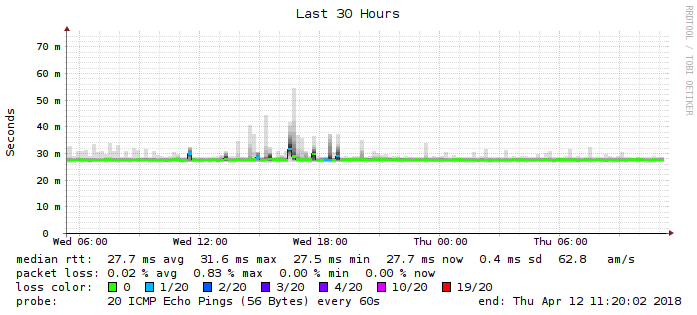 Last 30 Hours
RRDTOOL / TOBI OETIKER
Seconds
70 m
60 m
50 m
40 m
30 m
20 m
10 m
0
Wed 06:00 Wed 12:00 Wed 18:00 Thu 00:00 Thu 06:00
median rtt: 27.7 ms avg 31.6 ms max 27.5 ms min 27.7 ms now 0.4 ms sd 62.8 am/s
packet loss: 0.02 % avg 0.83 % max 0.00 % min 0.00 % now
loss color: 0 1/20 2/20 3/20 4/20 10/20 19/20
probe: 20 ICMP Echo Pings (56 Bytes) every 60s end: Thu Apr 12 11:20:02 2018